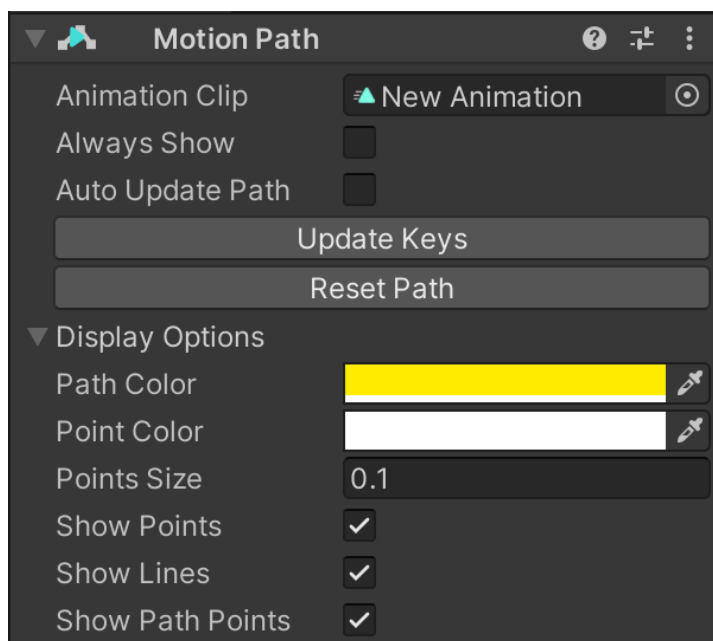 Motion Path
Animation Clip New Animation
Always Show
Auto Update Path
Update Keys
Reset Path
Display Options
Path Color
Point Color
Points Size 0.1
Show Points
Show Lines
Show Path Points